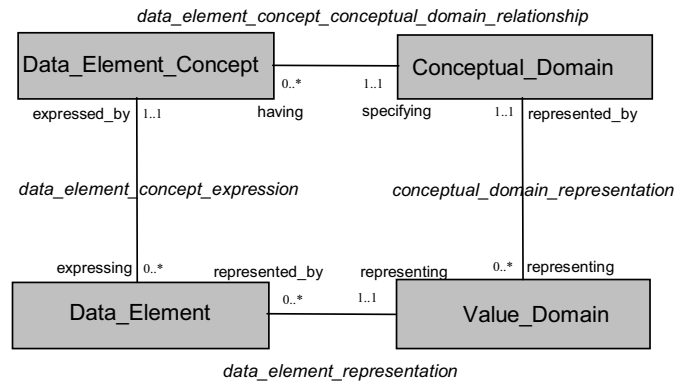 data_element_concept_conceptual_domain_relationship
Data_Element_Concept
Conceptual_Domain
0..*
1..1
expressed_by
1..1
having
specifying
1..1
represented_by
data_element_concept_expression
conceptual_domain_representation
expressing
0..*
represented_by
representing
0..*
representing
Data_Element
0..*
1..1
Value_Domain
data_element_representation